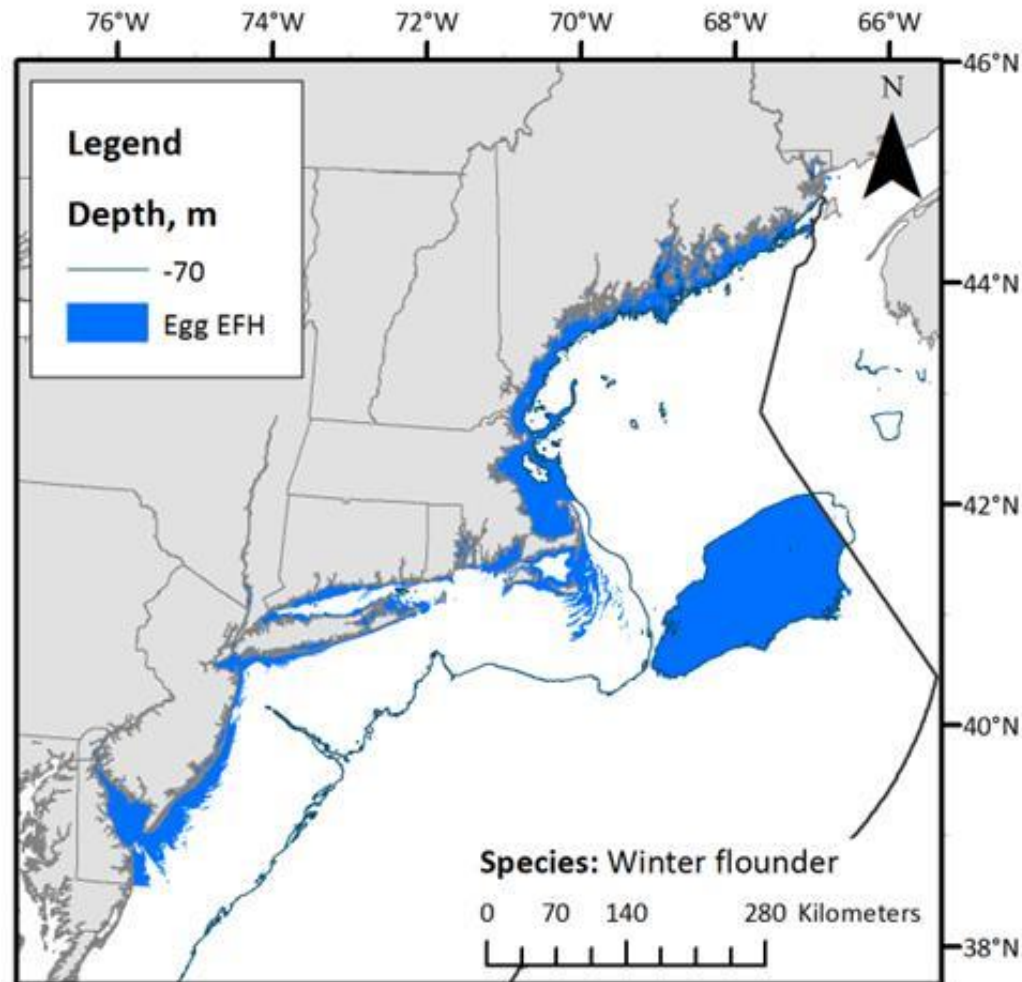 76°W 74°W 72°W 70°W 68°W 66°W
46°N
N
Legend
Depth, m
-70
Egg EFH
44°N
42°N
40°N
Species: Winter flounder
0 70 140 280 Kilometers
38°N